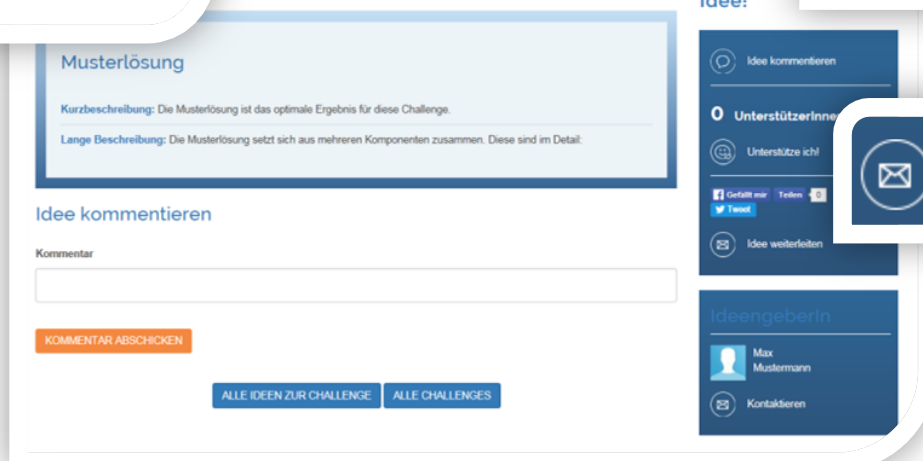 Idee!
Musterlösung
Kurzbeschreibung: Die Musterlösung ist das optimale Ergebnis für diese Challenge.
Lange Beschreibung: Die Musterlösung setzt sich aus mehreren Komponenten zusammen. Diese sind im Detail:
Idee kommentieren
Kommentar
KOMMENTAR ABSCHICKEN
ALLE IDEEN ZUR CHALLENGE
ALLE CHALLENGES
Idee kommentieren
0 UnterstützerInne
Unterstütze ich!
Gefällt mir Teilen 0
Tweet
Idee weiterleiten
IdeengeberIn
Max
Mustermann
Kontaktieren